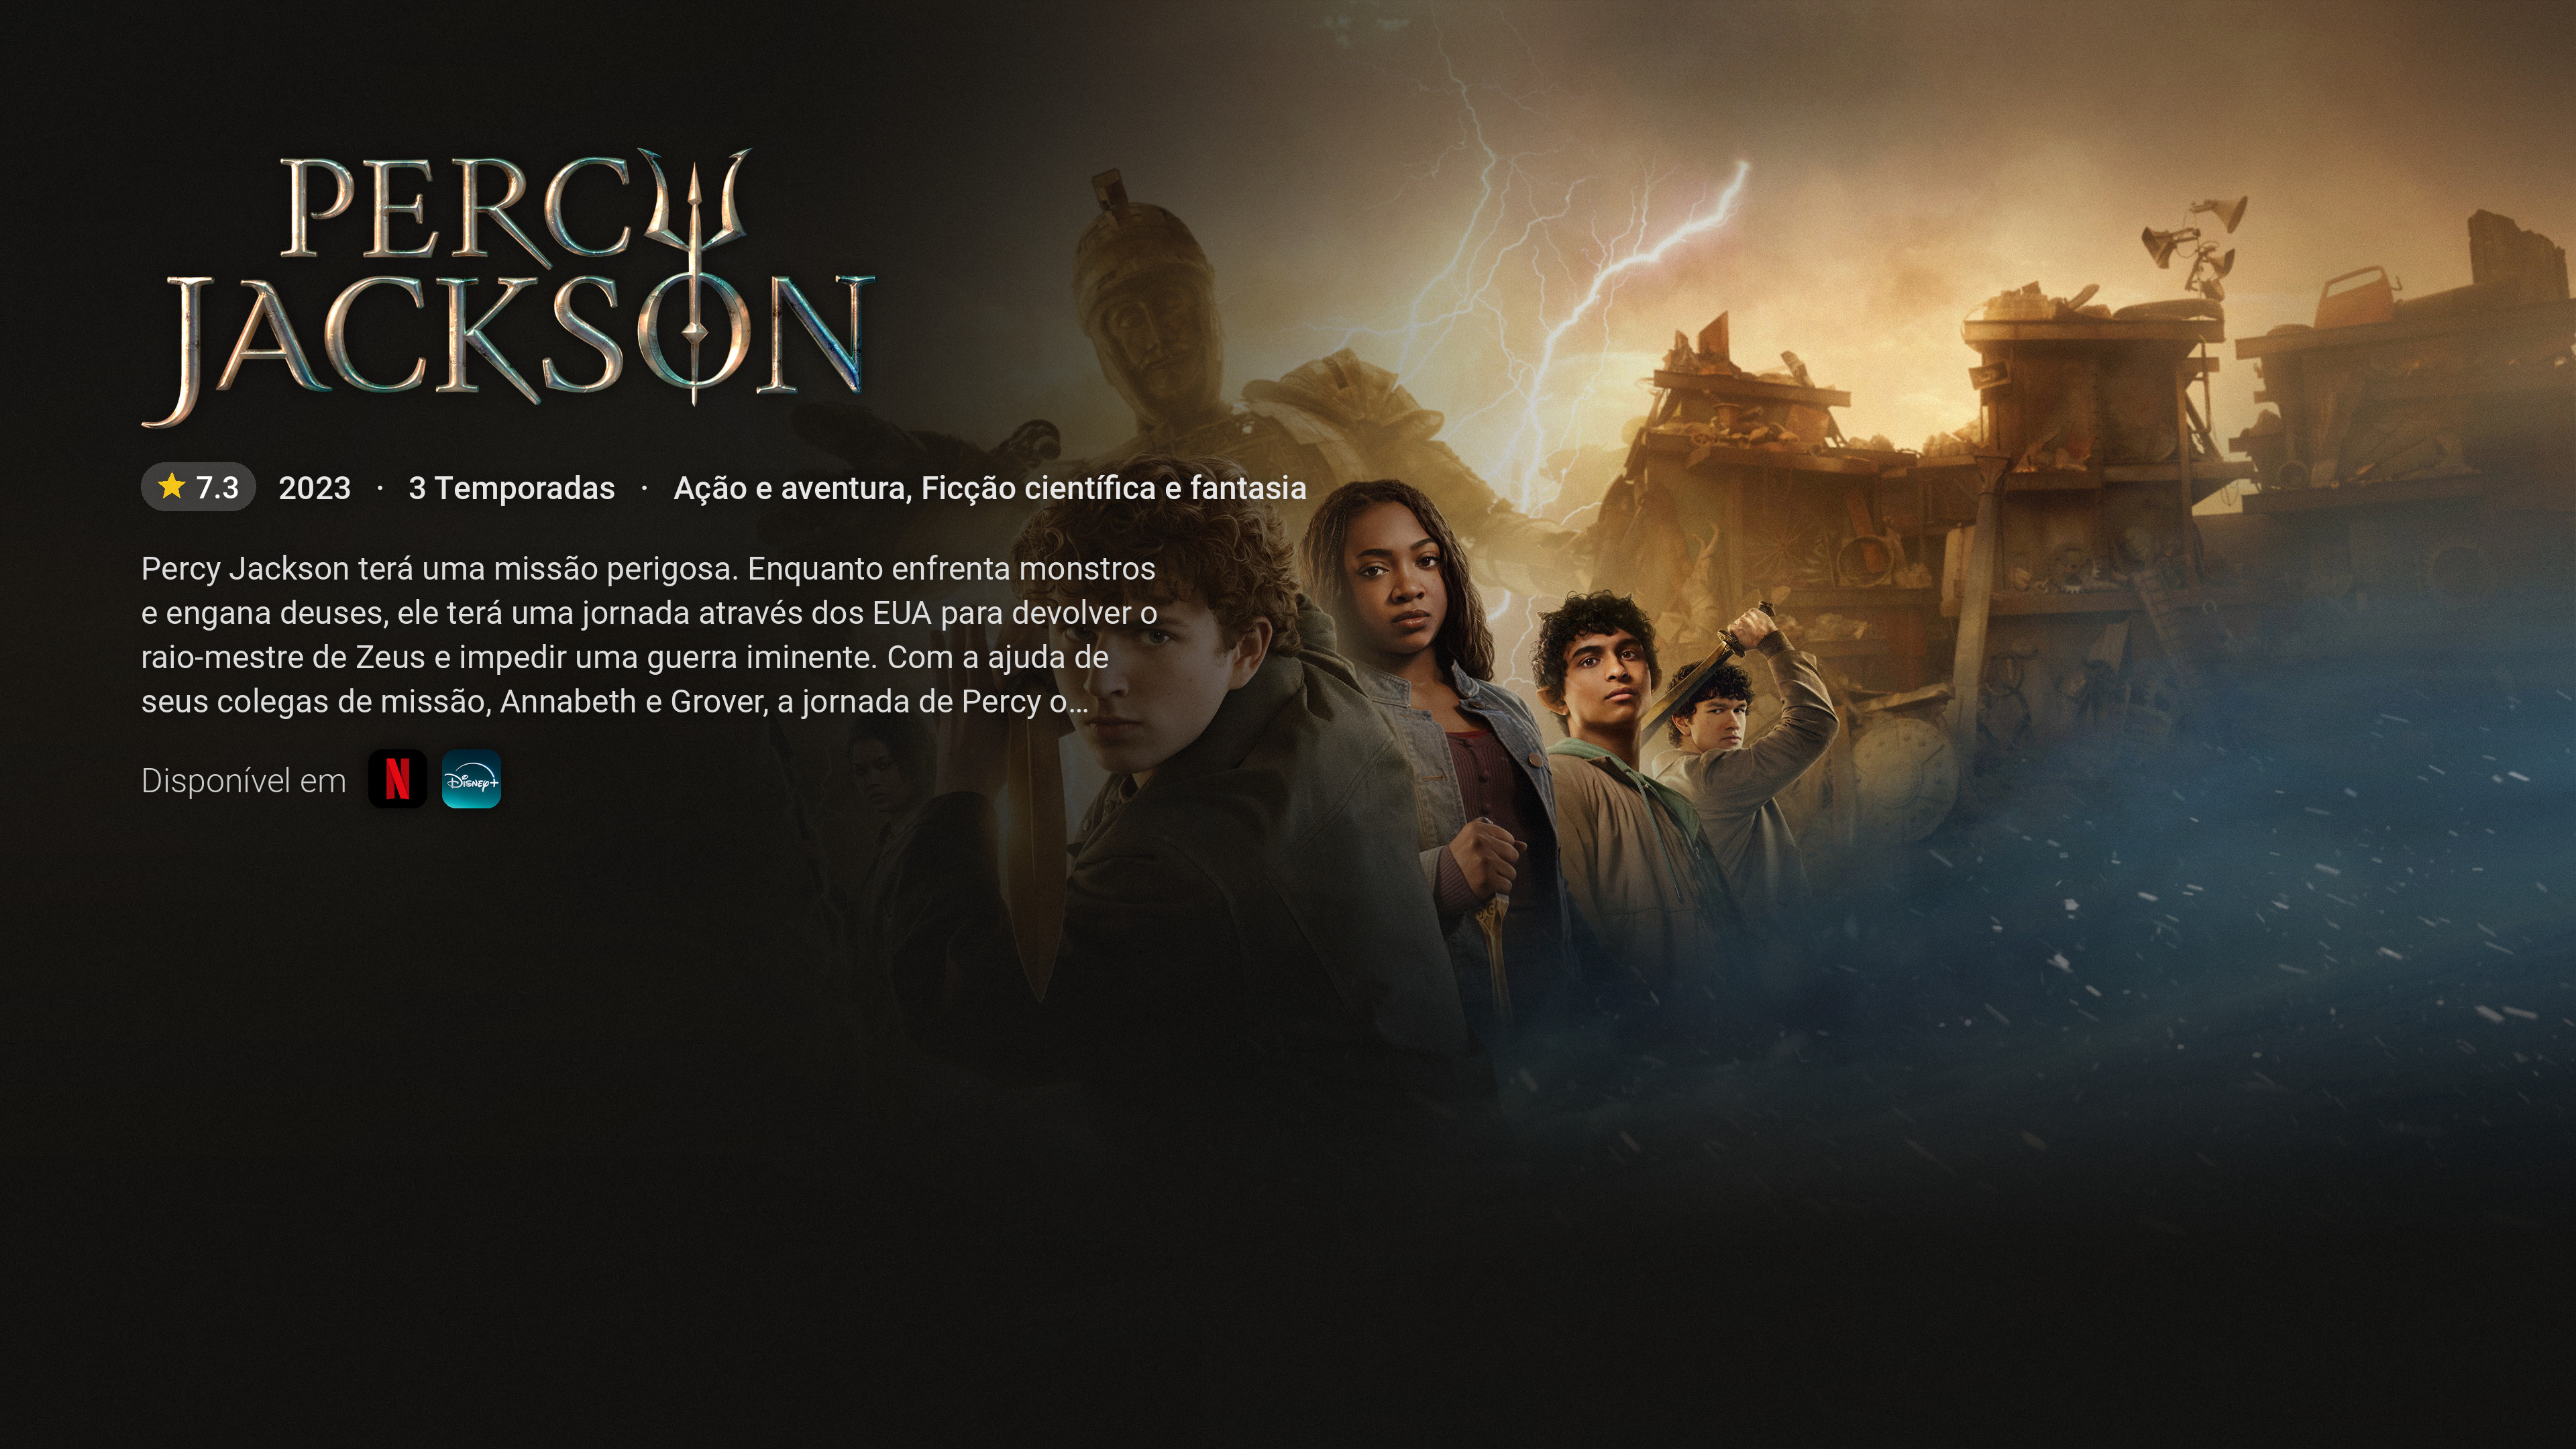 PERCY
JACKSON
7.3 2023 · 3 Temporadas · Ação e aventura, Ficção científica e fantasia
Percy Jackson terá uma missão perigosa. Enquanto enfrenta monstros
e engana deuses, ele terá uma jornada através dos EUA para devolver o
raio-mestre de Zeus e impedir uma guerra iminente. Com a ajuda de
seus colegas de missão, Annabeth e Grover, a jornada de Percy o...
Disponível em N Disney+